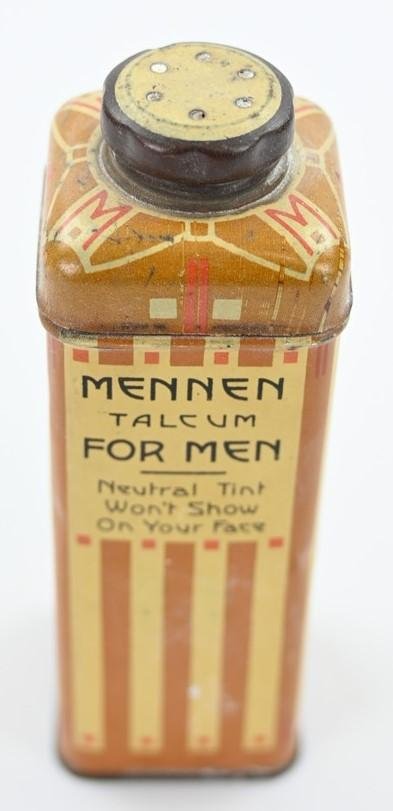 M M
MENNEN
TALCUM
FOR MEN
Neutral Tint
Won't Show
On Your Face